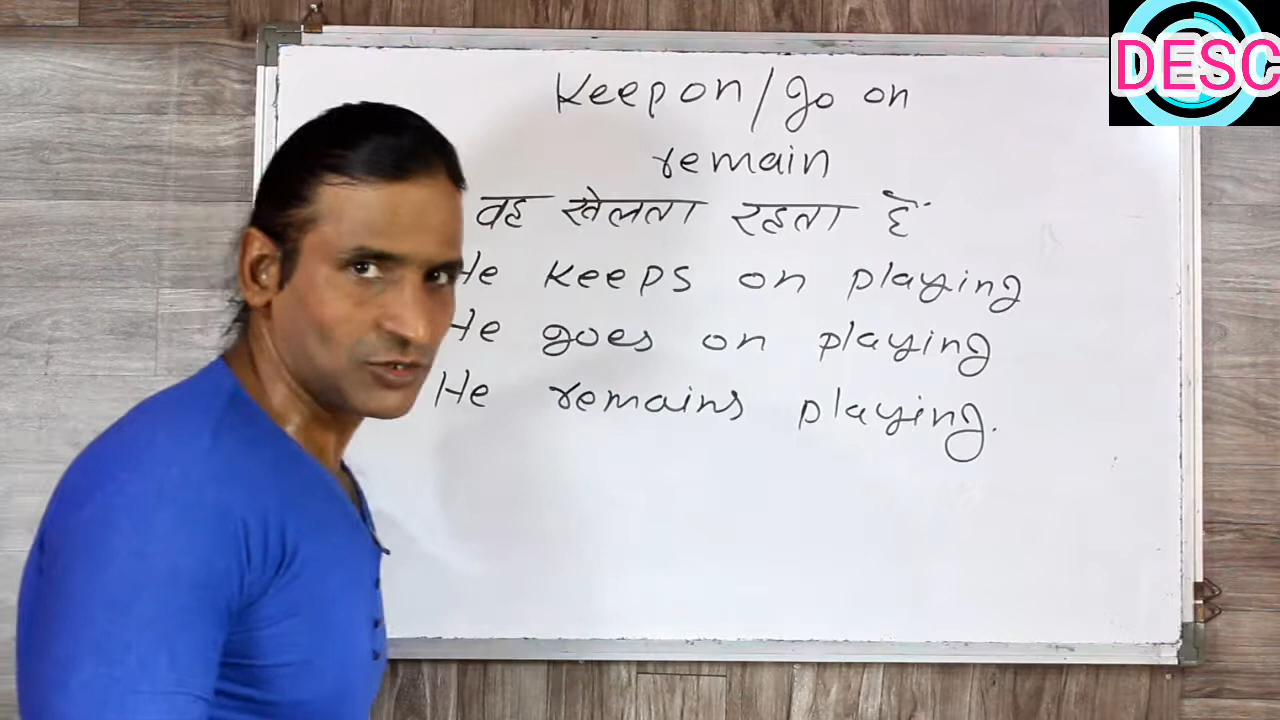 DESC
Keep on / go on
remain
वह खेलता रहता हैं
He keeps on playing
He goes on playing
He remains playing.